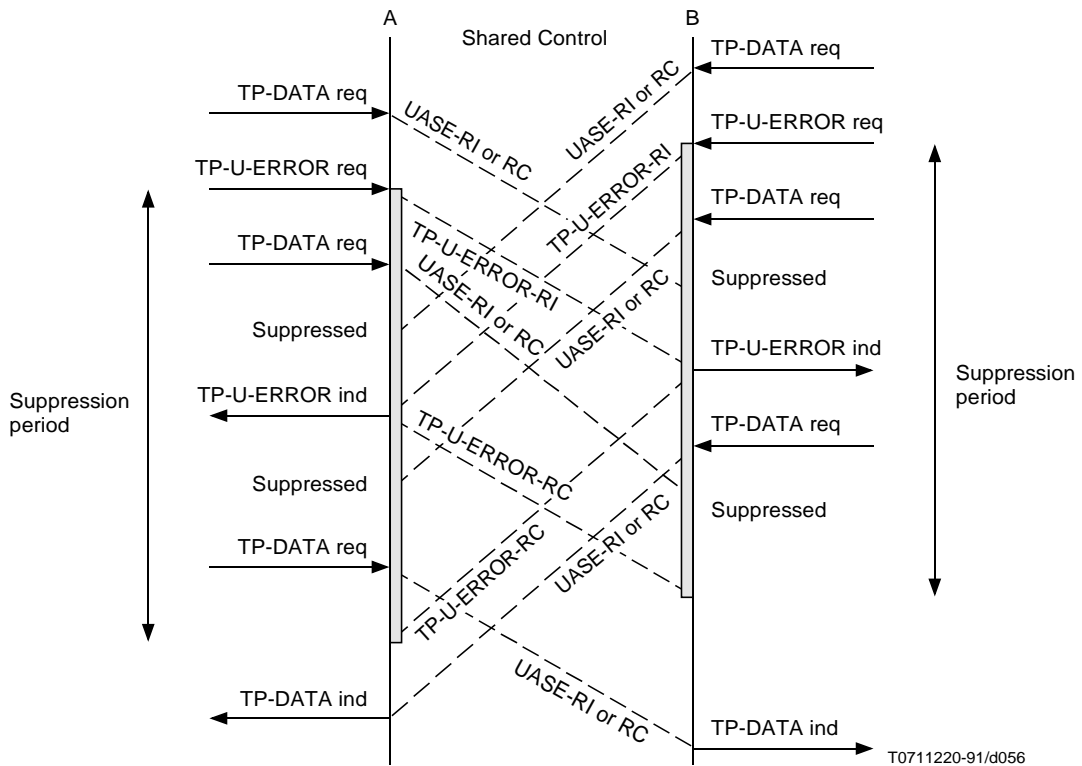 A
B
Shared Control
TP-DATA req
TP-DATA req
UASE-RI or RC
UASE-RI or RC
TP-U-ERROR req
TP-U-ERROR req
TP-U-ERROR-RI
TP-DATA req
TP-DATA req
TP-U-ERROR-RI
UASE-RI or RC
UASE-RI or RC
Suppressed
Suppressed
TP-U-ERROR ind
TP-U-ERROR ind
Suppression
period
Suppression
period
TP-DATA req
TP-U-ERROR-RC
Suppressed
Suppressed
TP-DATA req
TP-U-ERROR-RC
UASE-RI or RC
UASE-RI or RC
TP-DATA ind
TP-DATA ind
T0711220-91/d056